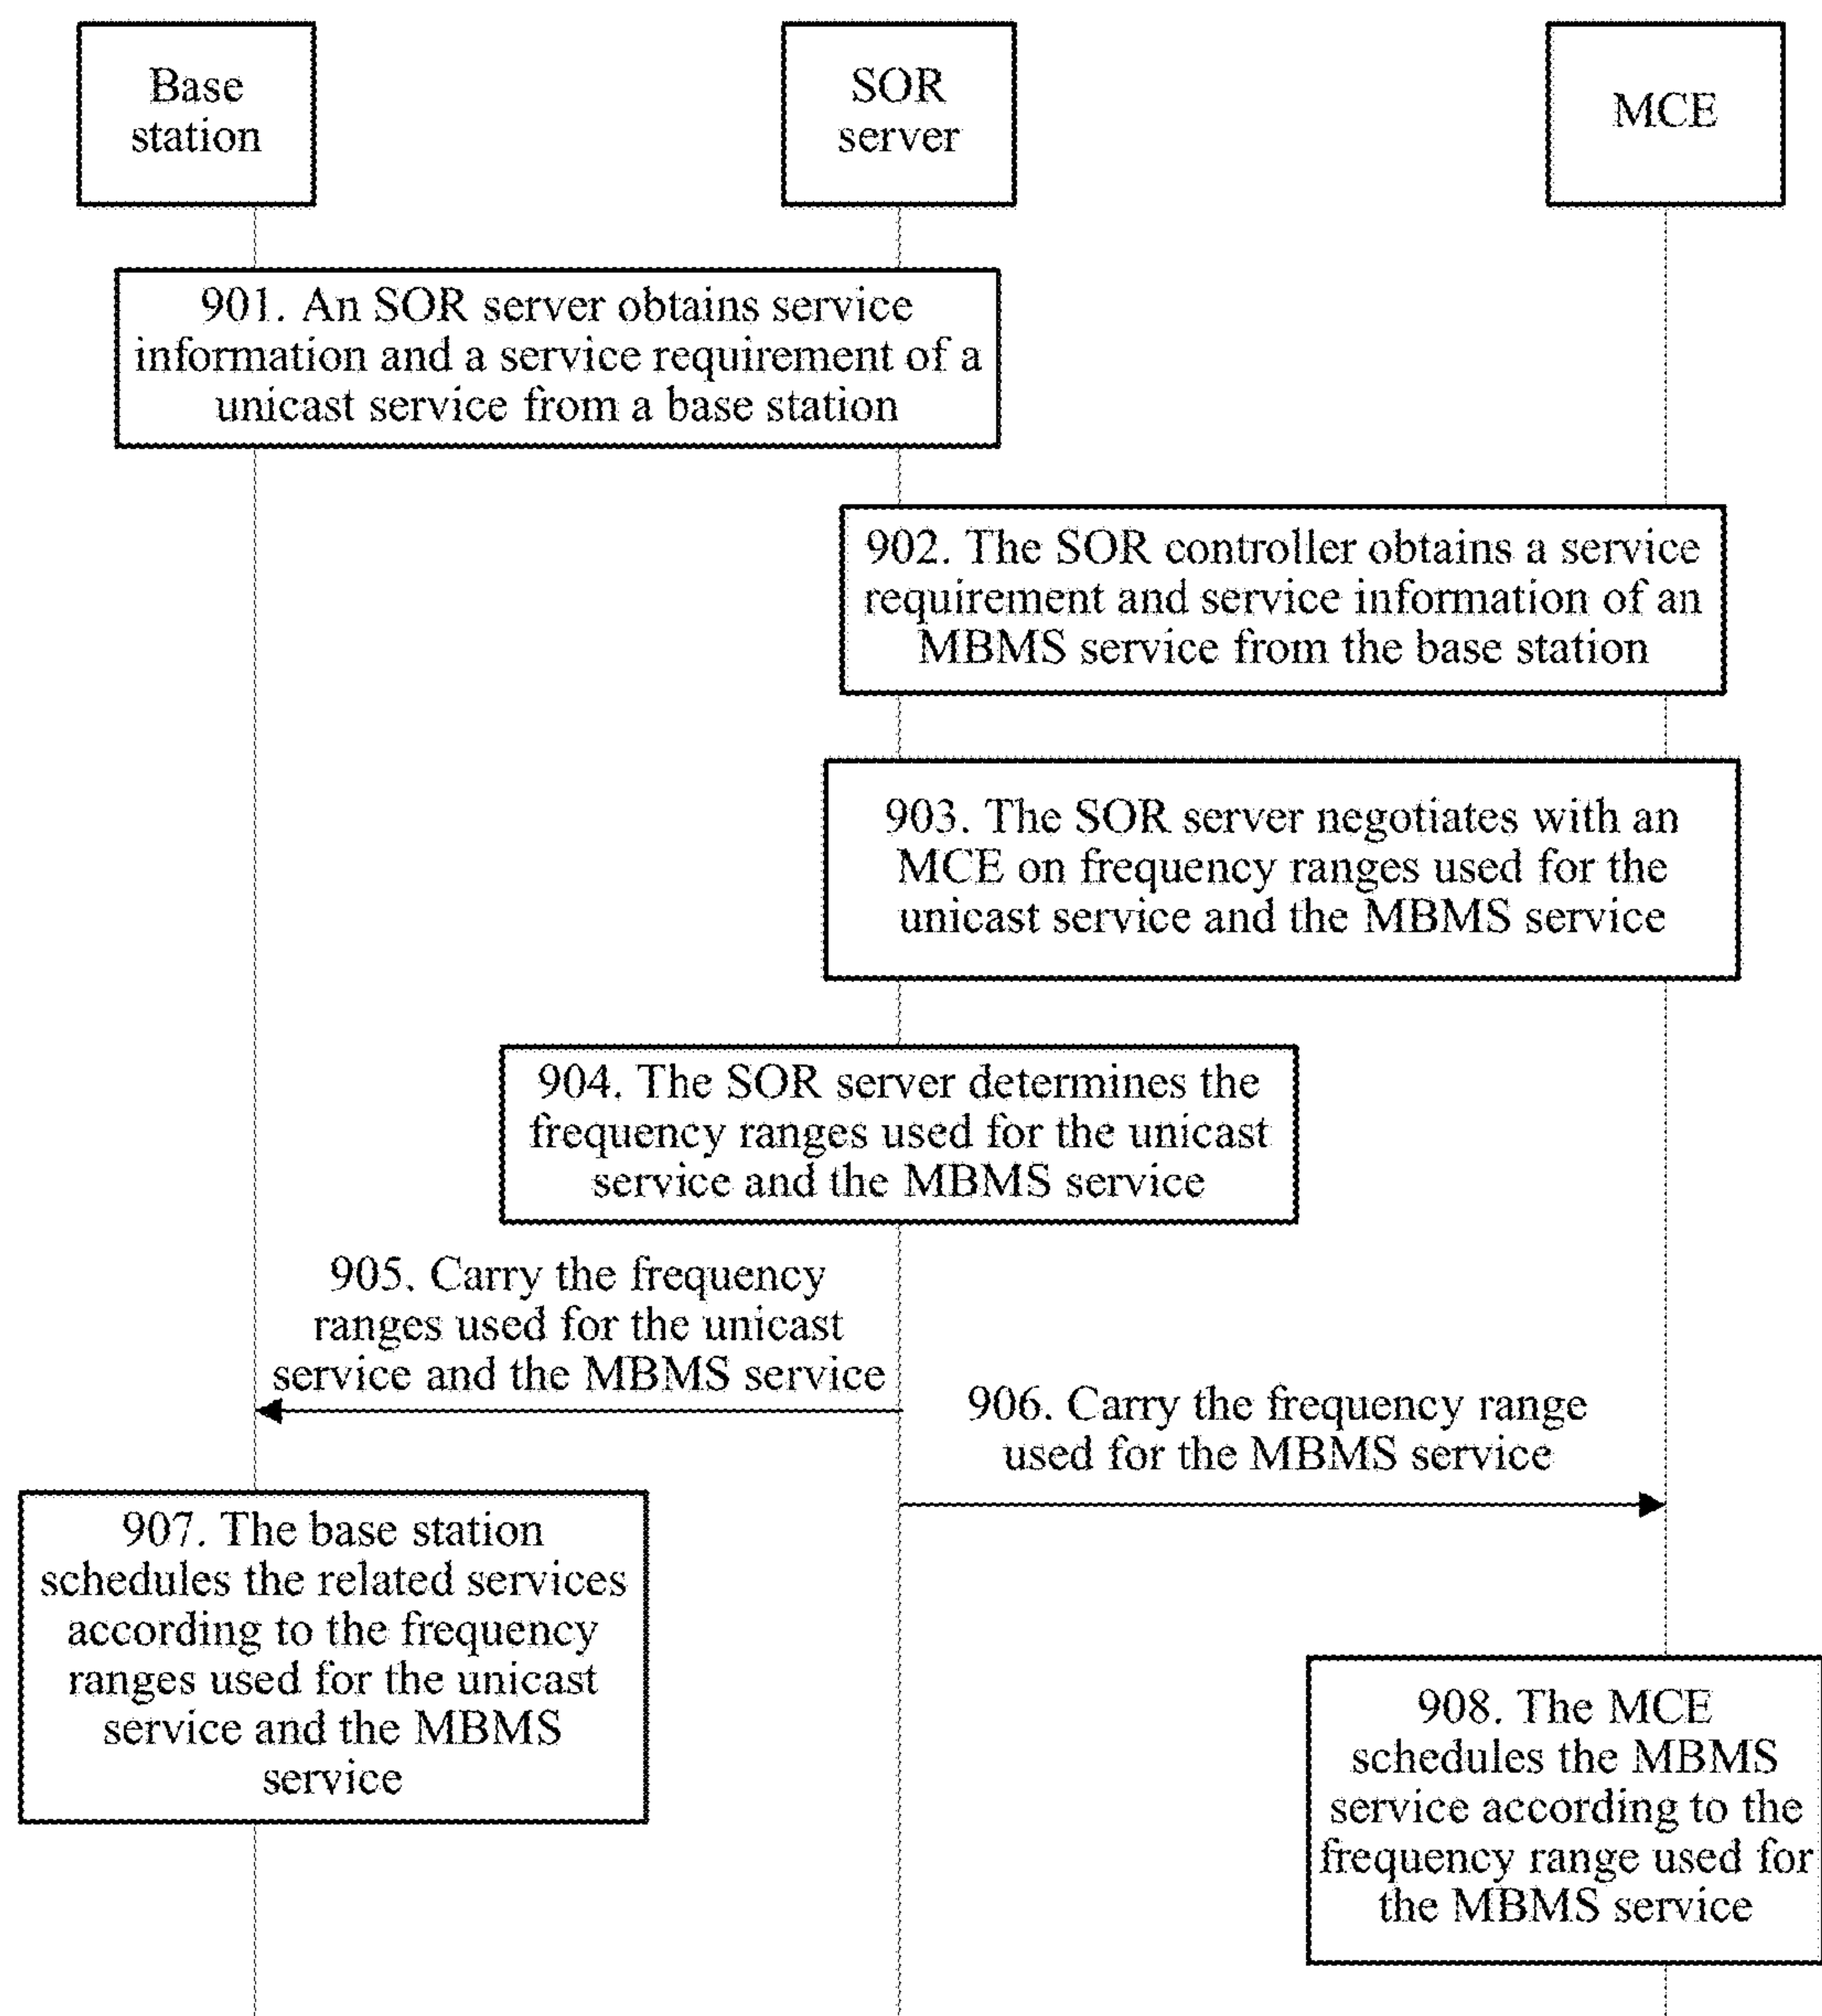 Base
station
SOR
server
MCE
901. An SOR server obtains service
information and a service requirement of a
unicast service from a base station
902. The SOR controller obtains a service
requirement and service information of an
MBMS service from the base station
903. The SOR server negotiates with an
MCE on frequency ranges used for the
unicast service and the MBMS service
904. The SOR server determines the
frequency ranges used for the unicast
service and the MBMS service
905. Carry the frequency
ranges used for the unicast
service and the MBMS service
906. Carry the frequency range
used for the MBMS service
907. The base station
schedules the related services
according to the frequency
ranges used for the unicast
service and the MBMS
service
908. The MCE
schedules the MBMS
service according to the
frequency range used for
the MBMS service